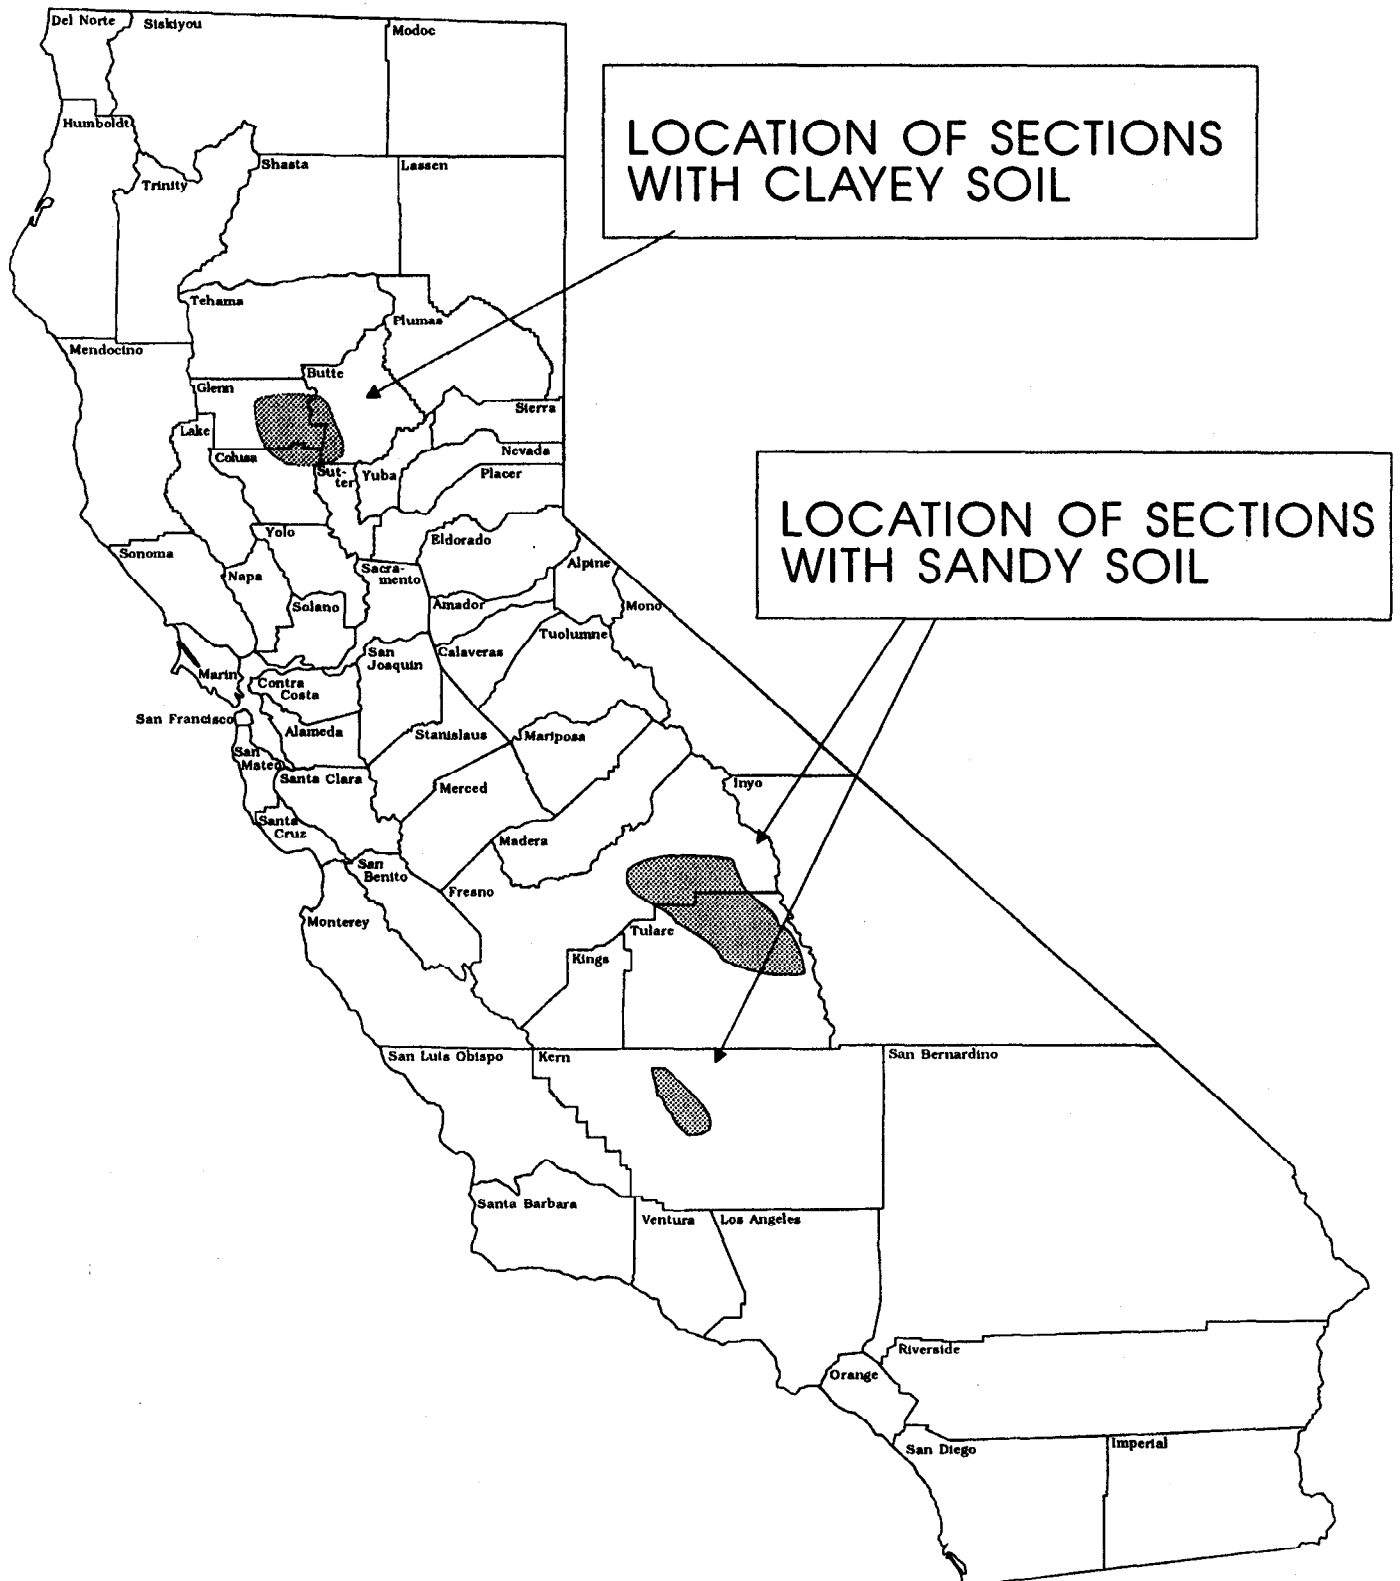 Del Norte
Siskiyou
Modoc
Humboldt
Trinity
Shasta
Lassen
Tehama
Plumas
Mendocino
Glenn
Butte
Lake
Colusa
Sierra
Nevada
Sut-
ter
Yuba
Placer
LOCATION OF SECTIONS
WITH CLAYEY SOIL
Sonoma
Yolo
Eldorado
Napa
Sacra-
mento
Alpine
Solano
Amador
Mono
Marin
San
Joaquin
Calaveras
Tuolumne
Contra
Costa
San Francisco
Alameda
Stanislaus
Mariposa
San
Mateo
Santa Clara
Merced
Inyo
Santa
Cruz
Madera
San
Benito
Fresno
Monterey
Tulare
Kings
LOCATION OF SECTIONS
WITH SANDY SOIL
San Luis Obispo
Kern
San Bernardino
Santa Barbara
Ventura
Los Angeles
Riverside
Orange
San Diego
Imperial